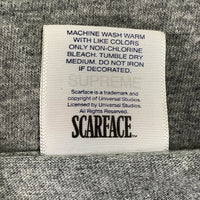 MACHINE WASH WARM
WITH LIKE COLORS
ONLY NON-CHLORINE
BLEACH. TUMBLE DRY
MEDIUM. DO NOT IRON
IF DECORATED.
SUPREME
Scarface is a trademark and
copyright of Universal Studios.
Licensed by Universal Studios.
All Rights Reserved.
SCARFACE